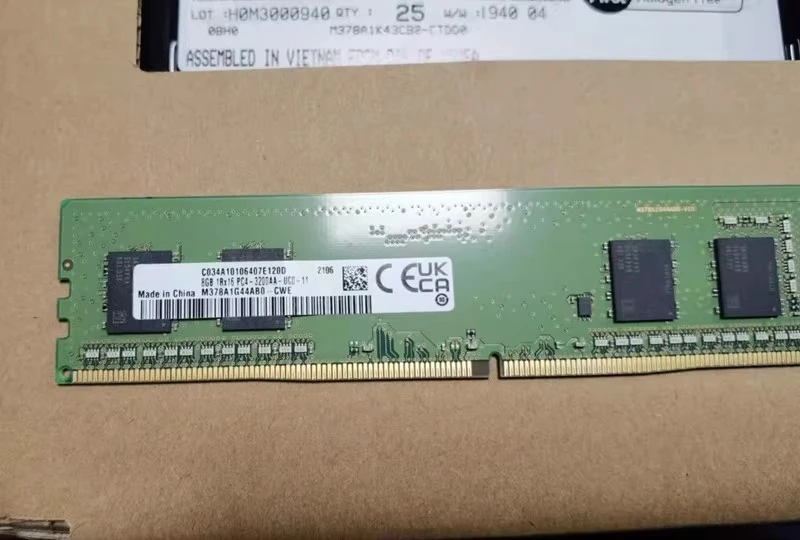 LOT :H0M3000940 QTY : 25 W/W :1940 04
08H0 M378A1K43CB2-CTD00
ASSEMBLED IN VIETNAM
C034A10106407E120D 2106
8GB 1Rx16 PC4-3200AA-UC0-11
Made in China M378A1G44AB0-CWE
CE UK
CA